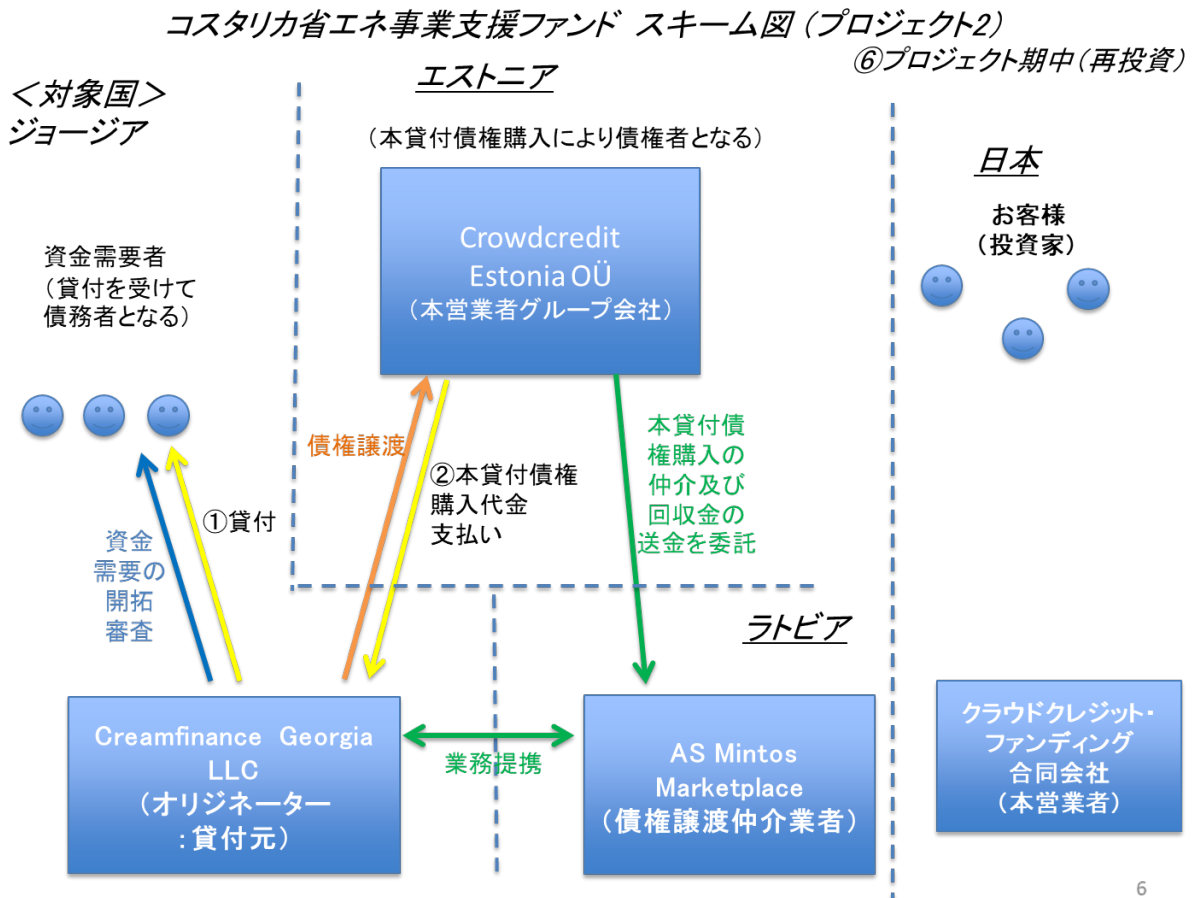 コスタリカ省エネ事業支援ファンド スキーム図（プロジェクト2）
⑥プロジェクト期中（再投資）
＜対象国＞
ジョージア
エストニア
（本貸付債権購入により債権者となる）
日本
Crowdcredit
Estonia OÜ
（本営業者グループ会社）
お客様
（投資家）
資金需要者
（貸付を受けて
債務者となる）
債権譲渡
②本貸付債権
購入代金
支払い
本貸付債
権購入の
仲介及び
回収金の
送金を委託
①貸付
資金
需要の
開拓
審査
ラトビア
Creamfinance Georgia
LLC
（オリジネーター
：貸付元）
業務提携
AS Mintos
Marketplace
（債権譲渡仲介業者）
クラウドクレジット・
ファンディング
合同会社
（本営業者）
6